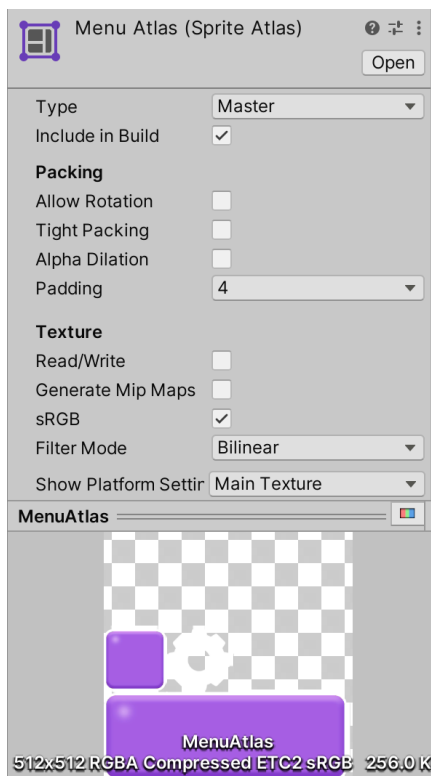 Menu Atlas (Sprite Atlas)
Open
Type Master
Include in Build
Packing
Allow Rotation
Tight Packing
Alpha Dilation
Padding 4
Texture
Read/Write
Generate Mip Maps
sRGB
Filter Mode Bilinear
Show Platform Settir Main Texture
MenuAtlas
MenuAtlas
512x512 RGBA Compressed ETC2 sRGB 256.0 K